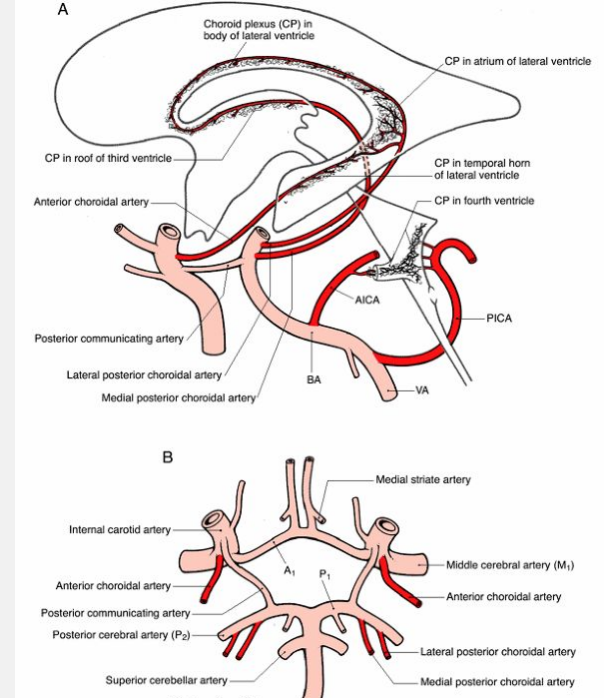 A
Choroid plexus (CP) in
body of lateral ventricle
CP in atrium of lateral ventricle
CP in roof of third ventricle
CP in temporal horn
of lateral ventricle
Anterior choroidal artery
CP in fourth ventricle
AICA
PICA
Posterior communicating artery
Lateral posterior choroidal artery
BA
Medial posterior choroidal artery
VA
B
Medial striate artery
Internal carotid artery
A1
P1
Middle cerebral artery (M1)
Anterior choroidal artery
Anterior choroidal artery
Posterior communicating artery
Posterior cerebral artery (P2)
Lateral posterior choroidal artery
Superior cerebellar artery
Medial posterior choroidal artery